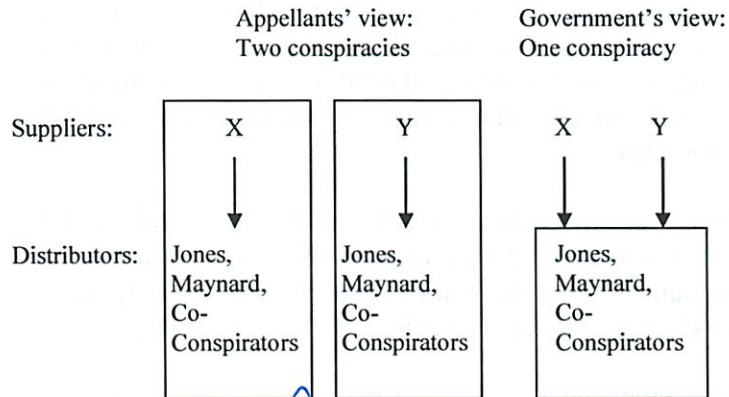 Appellants’ view: Government’s view:
Two conspiracies One conspiracy
Suppliers: X Y X Y
Distributors: Jones, Jones, Jones,
Maynard, Maynard, Maynard,
Co- Co- Co-
Conspirators Conspirators Conspirators